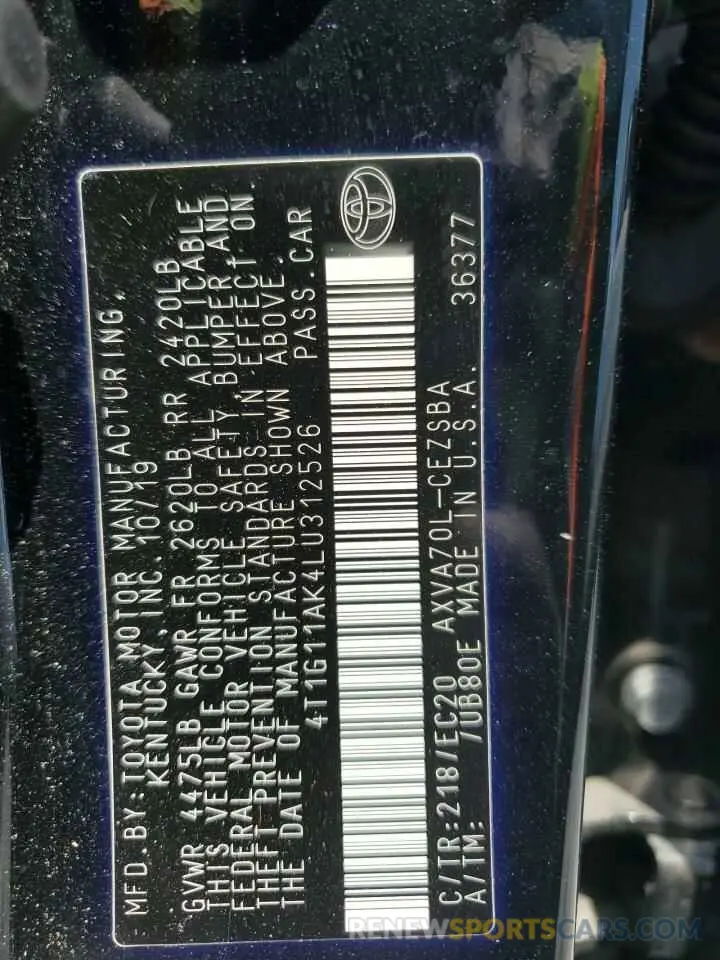 MFD.BY:TOYOTA MOTOR MANUFACTURING,
KENTUCKY,INC.10/19
GVWR 4475LB GAWR FR 2620LB RR 2420LB
THIS VEHICLE CONFORMS TO ALL APPLICABLE
FEDERAL MOTOR VEHICLE SAFETY,BUMPER,AND
THEFT PREVENTION STANDARDS IN EFFECT ON
THE DATE OF MANUFACTURE SHOWN ABOVE.
4T1G11AK4LU312526 PASS.CAR
C/TR:218/EC20 AXVA70L-CEZSBA
A/TM: /UB80E MADE IN U.S.A. 36377
RENEWSPORTSCARS.COM